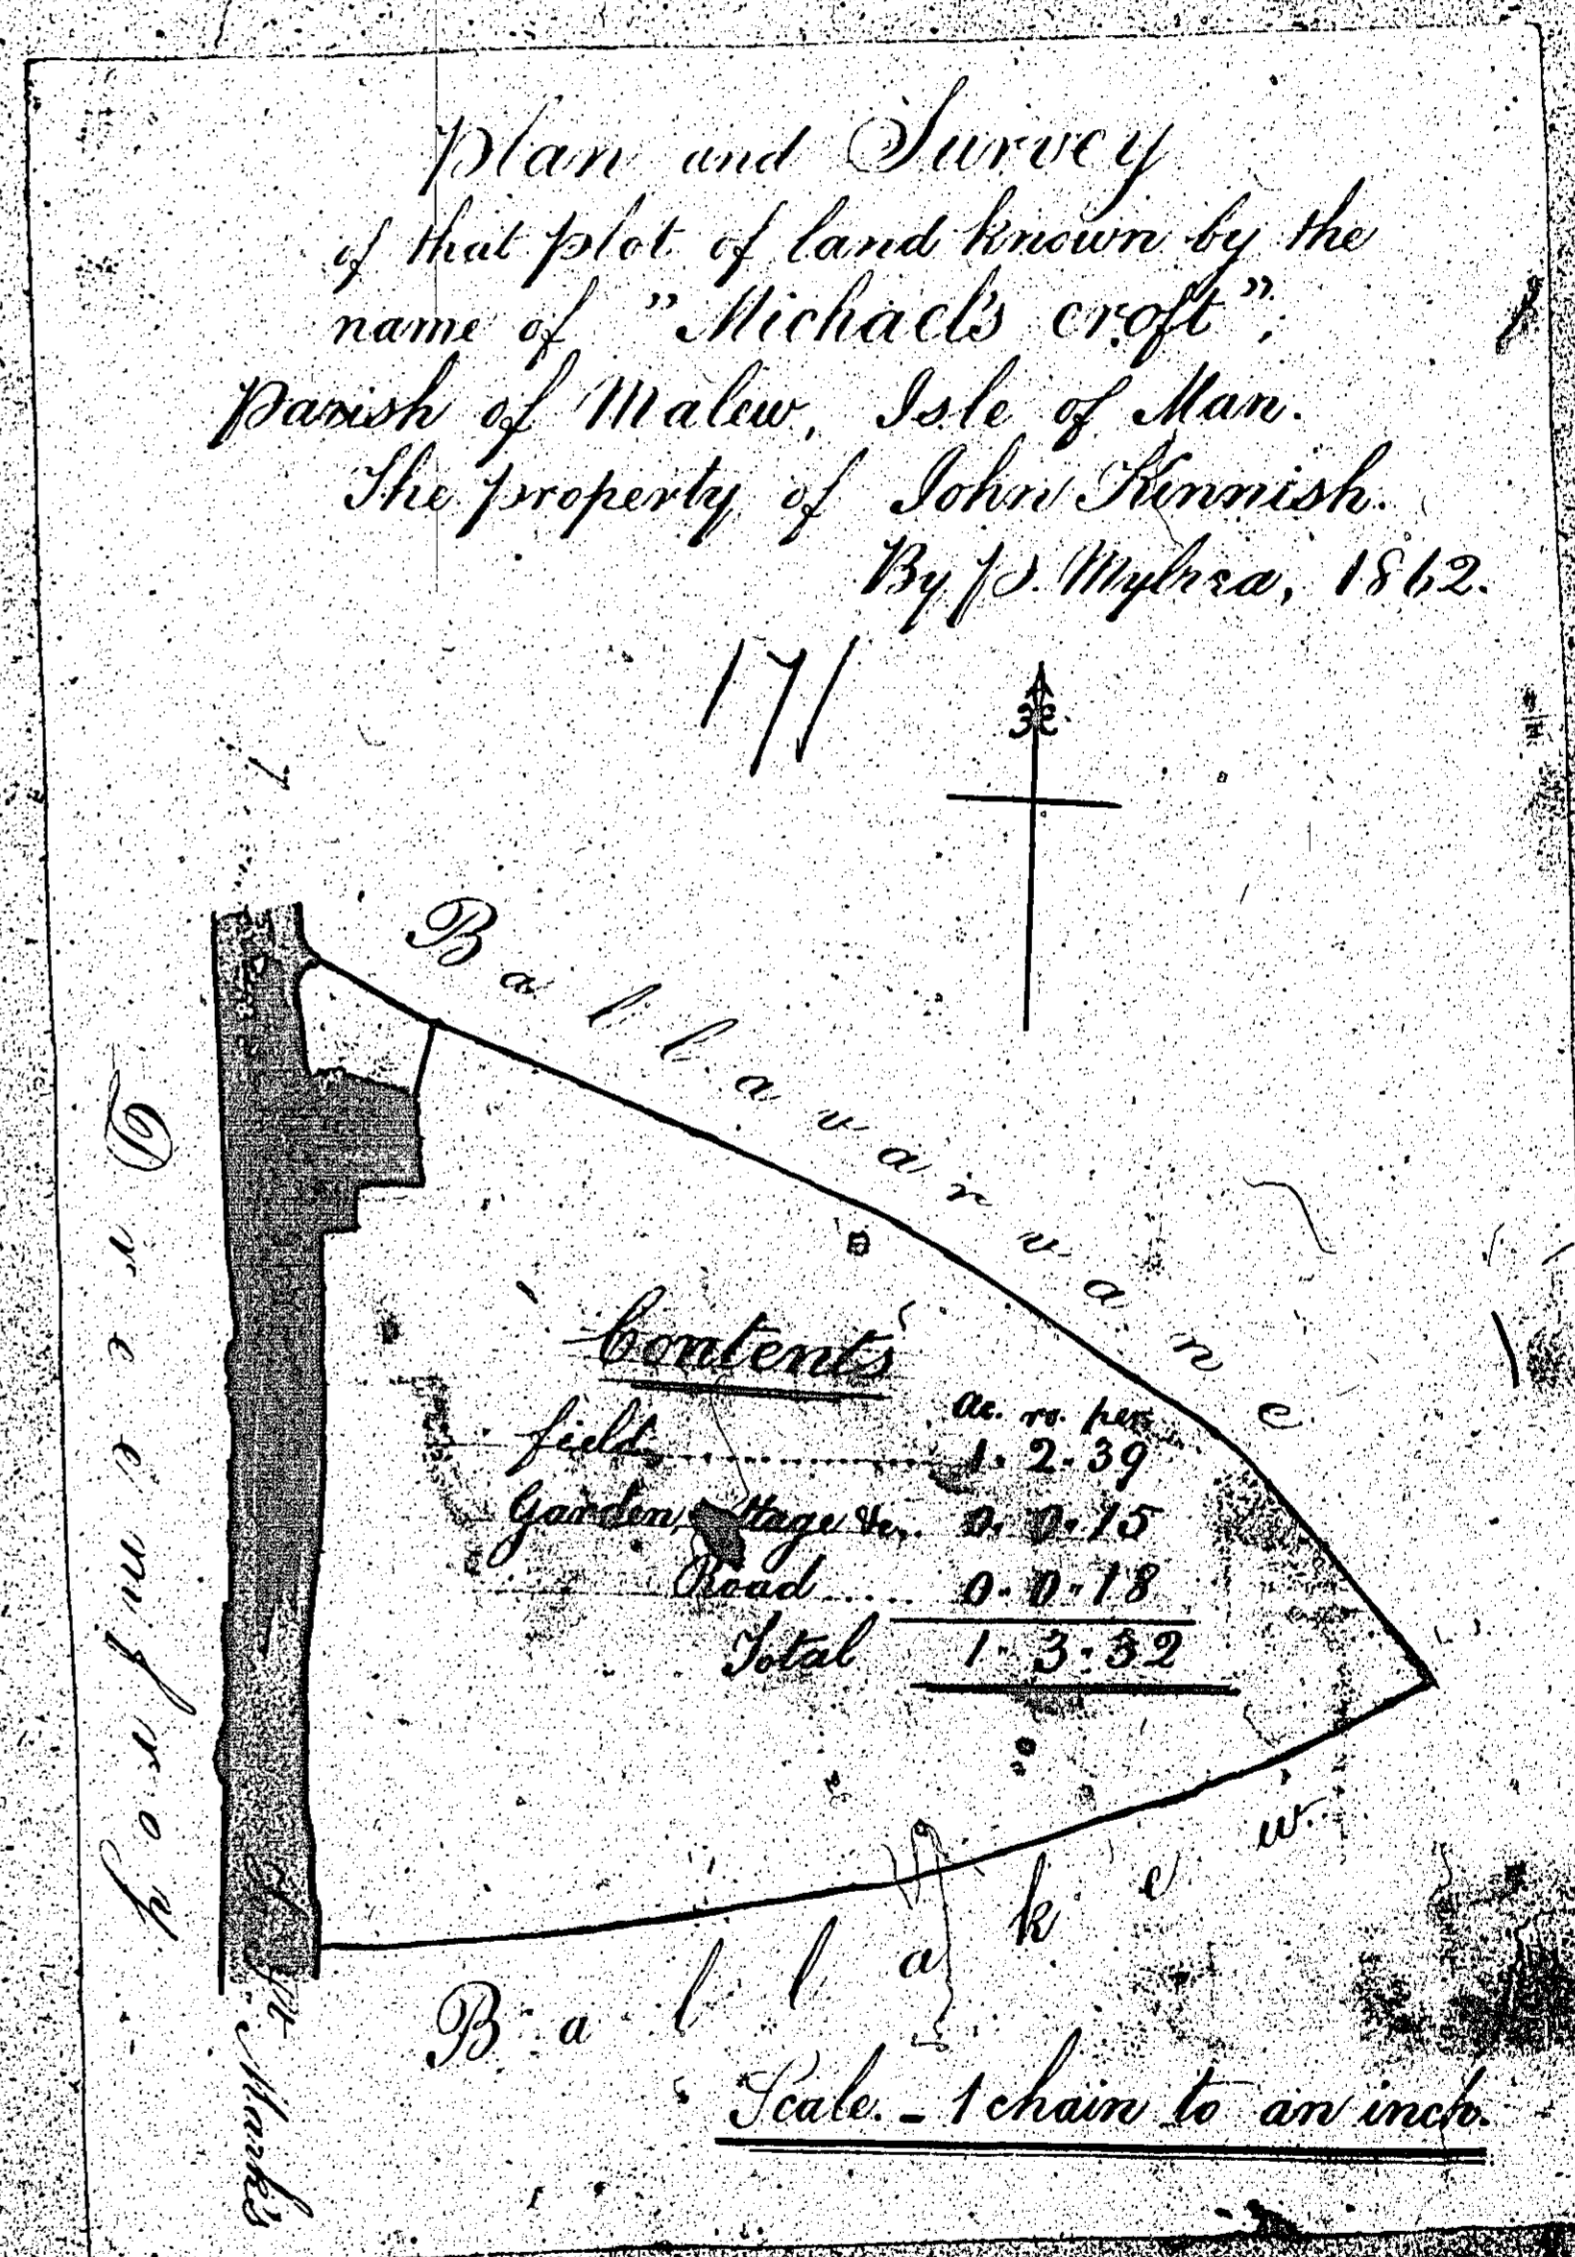 Plan and Survey
of that plot of land known by the
name of "Michael's croft",
Parish of Malew, Isle of Man.
The property of John Kinnish.
By P. Mylrea, 1862.
171
Ballavarvane
Greenfroy
Contents
ac. ro. per.
field 1. 2. 39
Garden, &c. 0. 0. 15
Road 0. 0. 18
Total 1. 3. 32
Ballakew.
Marks
Scale. - 1 chain to an inch.